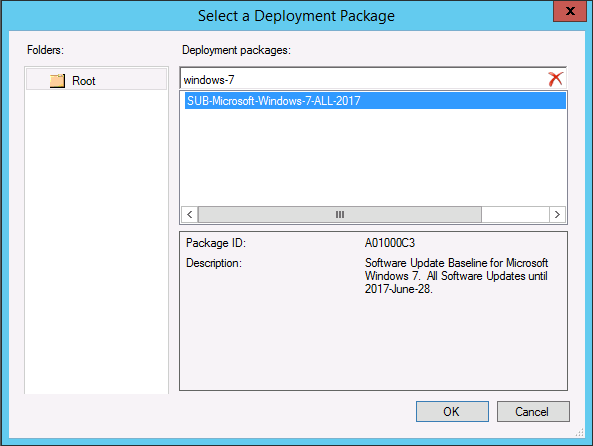 Select a Deployment Package
x
Folders:
Root
Deployment packages:
windows-7
SUB-Microsoft-Windows-7-ALL-2017
Package ID:
A01000C3
Description:
Software Update Baseline for Microsoft
Windows 7.  All Software Updates until
2017-June-28.
OK
Cancel